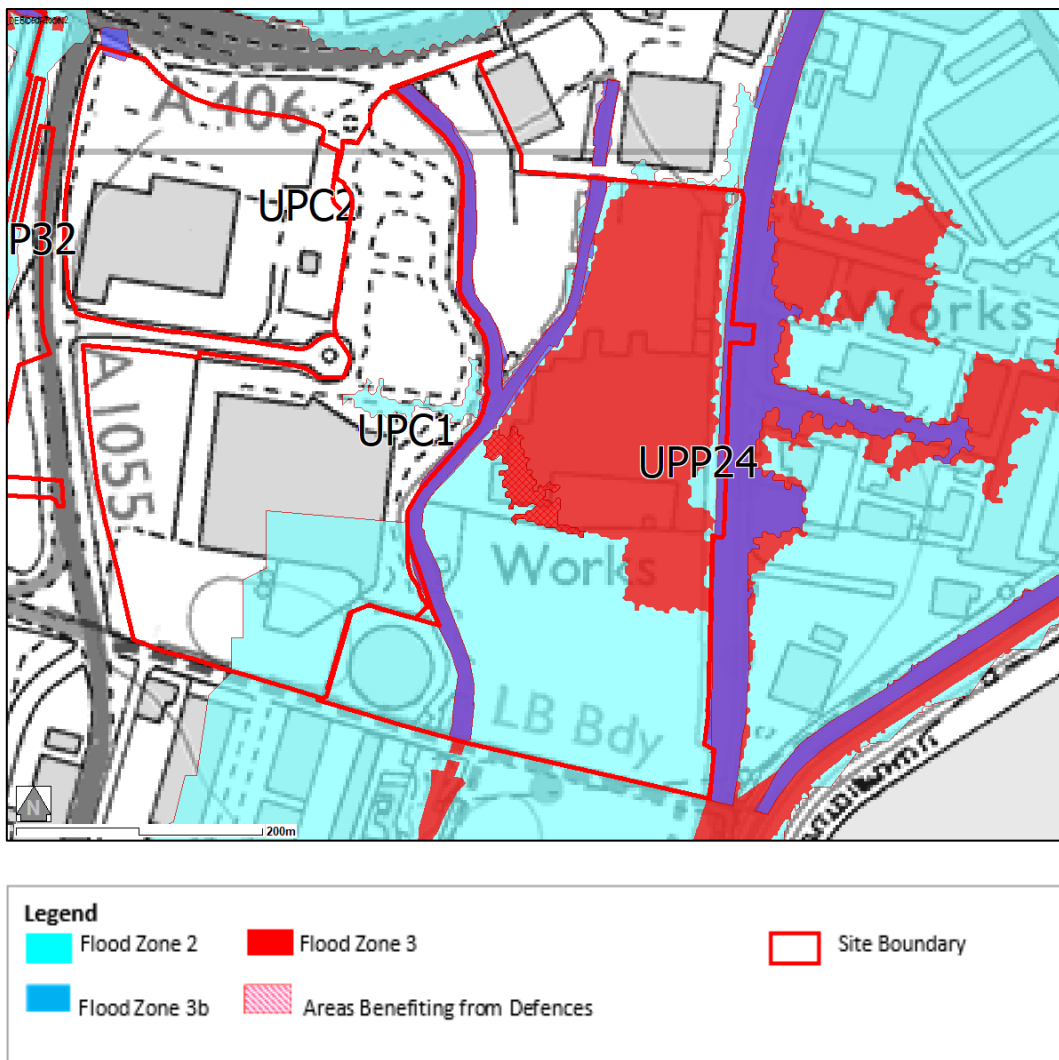 A 406
UPC2
P32
Works
A 1055
UPC1
UPP24
Works
LB Bdy
N
200m
Legend
Flood Zone 2
Flood Zone 3
Site Boundary
Flood Zone 3b
Areas Benefiting from Defences